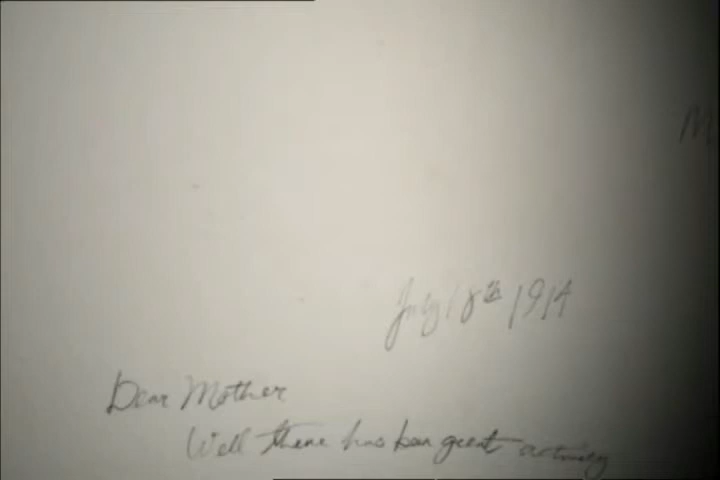 M
July 18th 1914
Dear Mother
Well there has been great activity